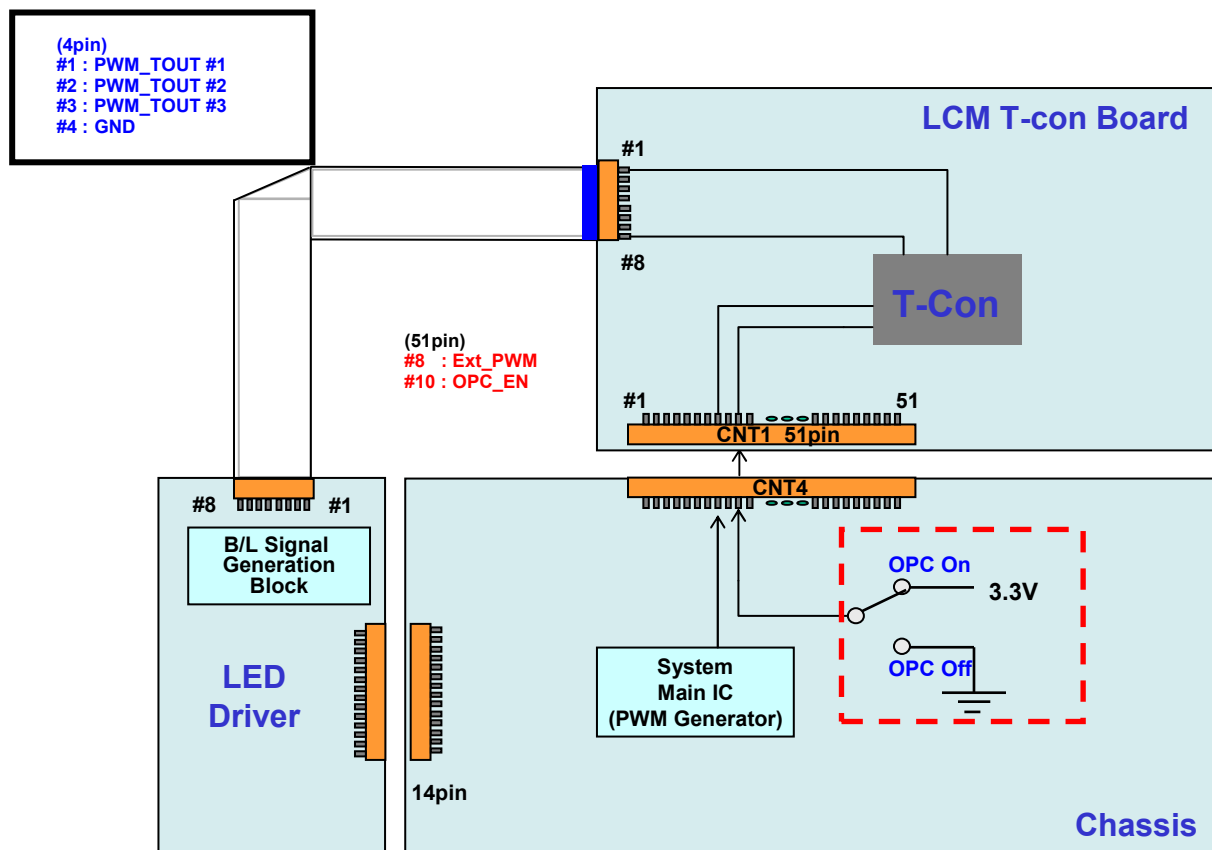 (4pin)
#1 : PWM_TOUT #1
#2 : PWM_TOUT #2
#3 : PWM_TOUT #3
#4 : GND
LCM T-con Board
#1
#8
T-Con
(51pin)
#8 : Ext_PWM
#10 : OPC_EN
#1
51
CNT1 51pin
CNT4
#8
#1
B/L Signal
Generation
Block
OPC On
3.3V
OPC Off
System
Main IC
(PWM Generator)
LED
Driver
14pin
Chassis